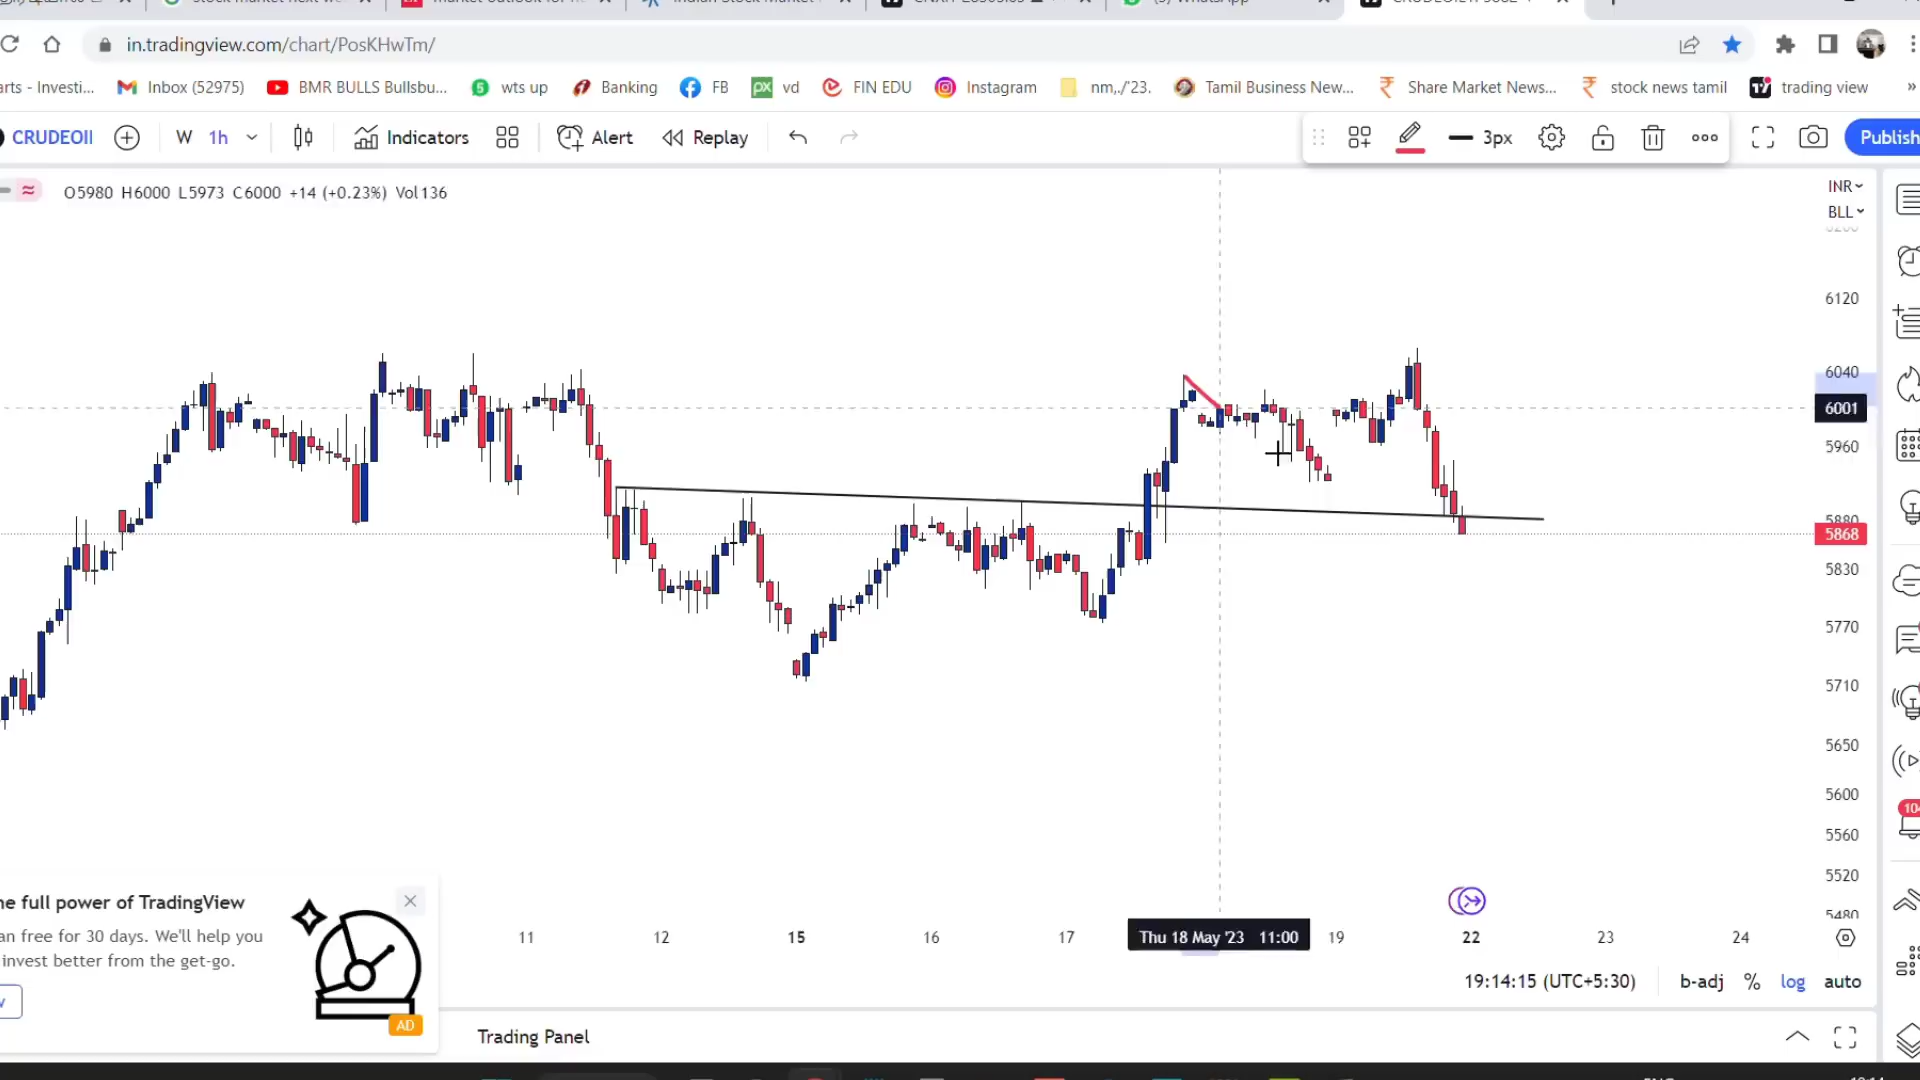 in.tradingview.com/chart/PosKHwTm/
arts - Investi... Inbox (52975) BMR BULLS Bullsbu... wts up Banking FB vd FIN EDU Instagram nm,./'23. Tamil Business New... Share Market News... stock news tamil trading view »
CRUDEOI1 W 1h Indicators Alert Replay 3px Publish
O5980 H6000 L5973 C6000 +14 (+0.23%) Vol136
INR
BLL
6120
6040
6001
5960
5880
5868
5830
5770
5710
5650
5600
5560
5520
5480
104
he full power of TradingView
an free for 30 days. We'll help you
invest better from the get-go.
AD
11 12 15 16 17 Thu 18 May '23 11:00 19 22 23 24
19:14:15 (UTC+5:30) b-adj % log auto
Trading Panel